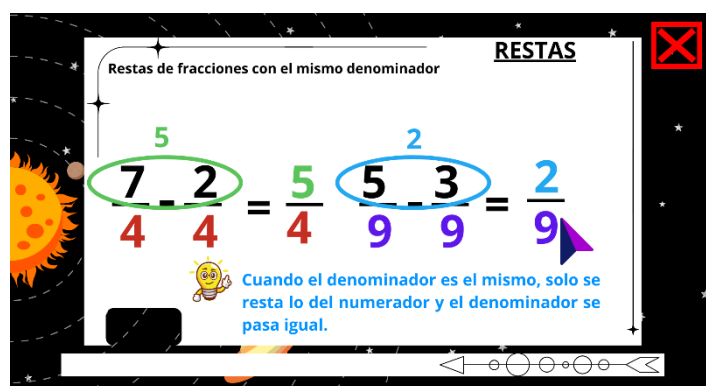 RESTAS
Restas de fracciones con el mismo denominador
5 2
7/4 - 2/4 = 5/4 5/9 - 3/9 = 2/9
Cuando el denominador es el mismo, solo se
resta lo del numerador y el denominador se
pasa igual.